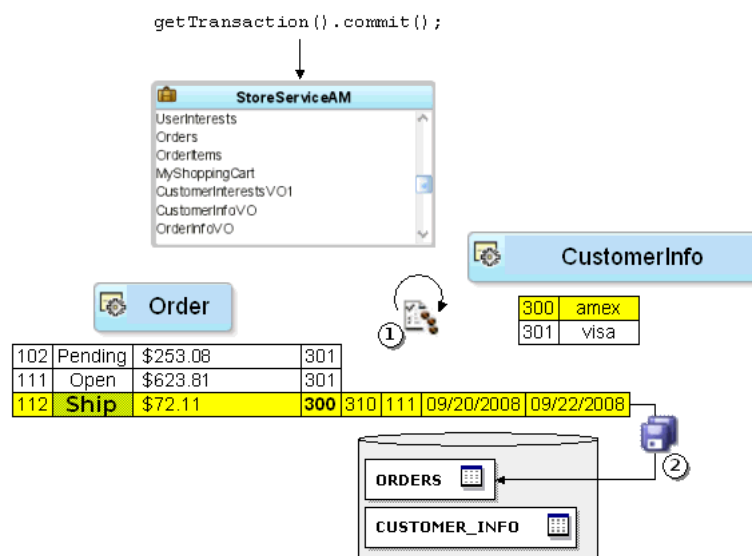 getTransaction().commit();
StoreServiceAM
UserInterests
Orders
OrderItems
MyShoppingCart
CustomerInterestsVO1
CustomerInfoVO
OrderInfoVO
CustomerInfo
Order
300 amex
301 visa
1
102 Pending $253.08 301
111 Open $623.81 301
112 Ship $72.11 300 310 111 09/20/2008 09/22/2008
2
ORDERS
CUSTOMER_INFO